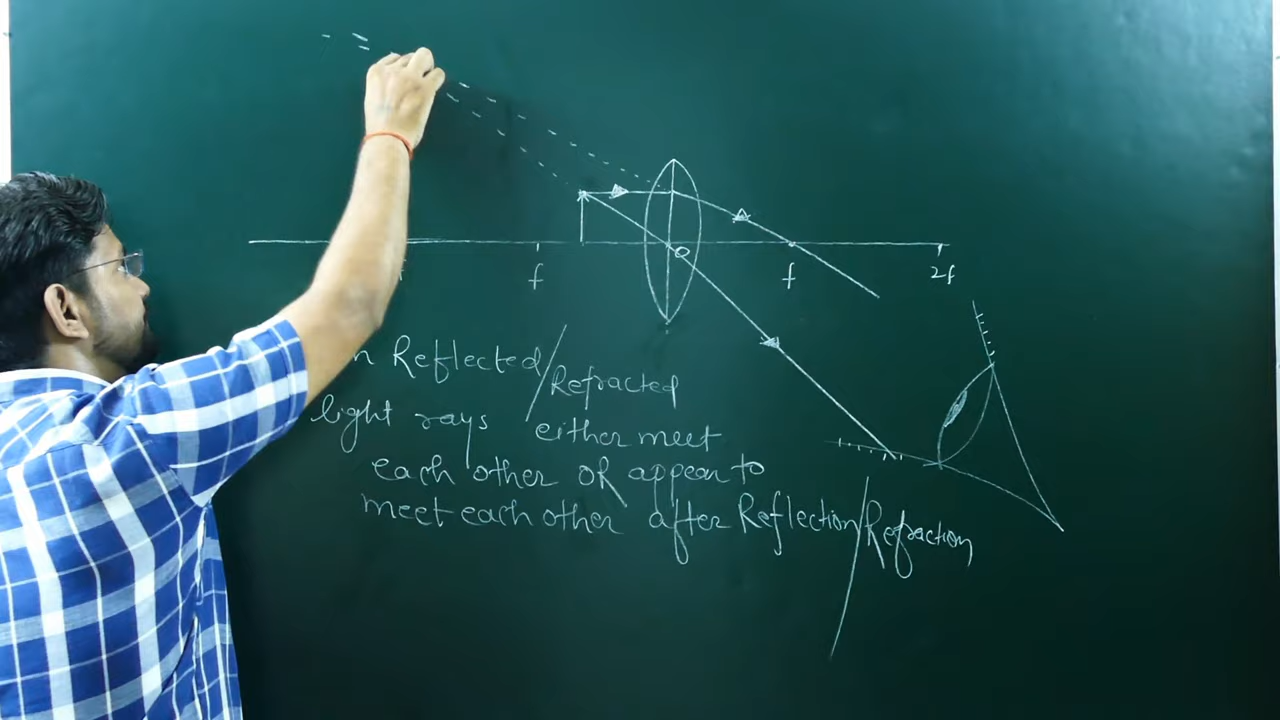 O
f
f
2f
n Reflected/Refracted
light rays either meet
each other OR appear to
meet each other after Reflection/Refraction